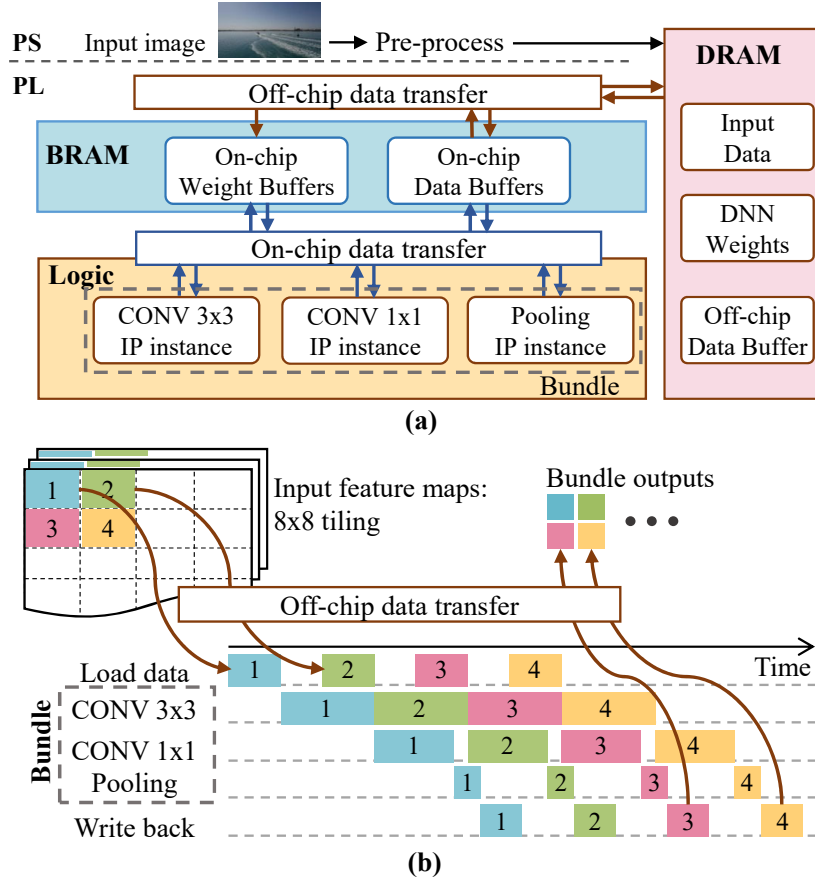 PS Input image Pre-process
DRAM
PL
Off-chip data transfer
BRAM
On-chip
Weight Buffers
On-chip
Data Buffers
Input
Data
DNN
Weights
On-chip data transfer
Logic
CONV 3x3
IP instance
CONV 1x1
IP instance
Pooling
IP instance
Off-chip
Data Buffer
Bundle
(a)
1 2
3 4
Input feature maps:
8x8 tiling
Bundle outputs
Off-chip data transfer
Time
Load data 1 2 3 4
Bundle
CONV 3x3 1 2 3 4
CONV 1x1 1 2 3 4
Pooling 1 2 3 4
Write back 1 2 3 4
(b)